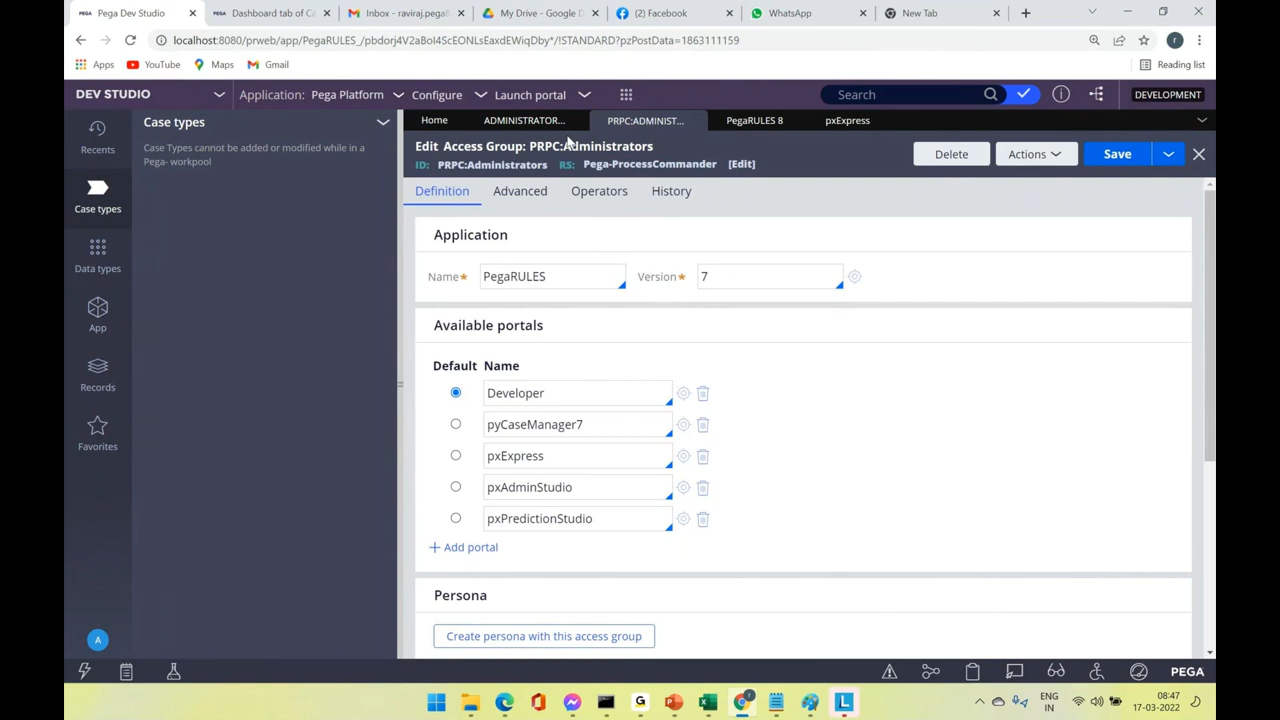 Pega Dev Studio
Dashboard tab of Ca
Inbox - raviraj.pega8
My Drive - Google D
(2) Facebook
WhatsApp
New Tab
localhost:8080/prweb/app/PegaRULES_/pbdorj4V2aBoI4ScEONLsEaxdEWiqDby*/!STANDARD?pzPostData=1863111159
r
Apps
YouTube
Maps
Gmail
Reading list
DEV STUDIO
Application: Pega Platform
Configure
Launch portal
Search
DEVELOPMENT
Recents
Case types
Data types
App
Records
Favorites
A
Case types
Case Types cannot be added or modified while in a
Pega- workpool
Home
ADMINISTRATOR...
PRPC:ADMINIST...
PegaRULES 8
pxExpress
Edit Access Group: PRPC:Administrators
ID: PRPC:Administrators RS: Pega-ProcessCommander [Edit]
Delete
Actions
Save
Definition
Advanced
Operators
History
Application
Name★ PegaRULES Version★ 7
Available portals
Default Name
Developer
pyCaseManager7
pxExpress
pxAdminStudio
pxPredictionStudio
+ Add portal
Persona
Create persona with this access group
PEGA
ENG
IN
08:47
17-03-2022